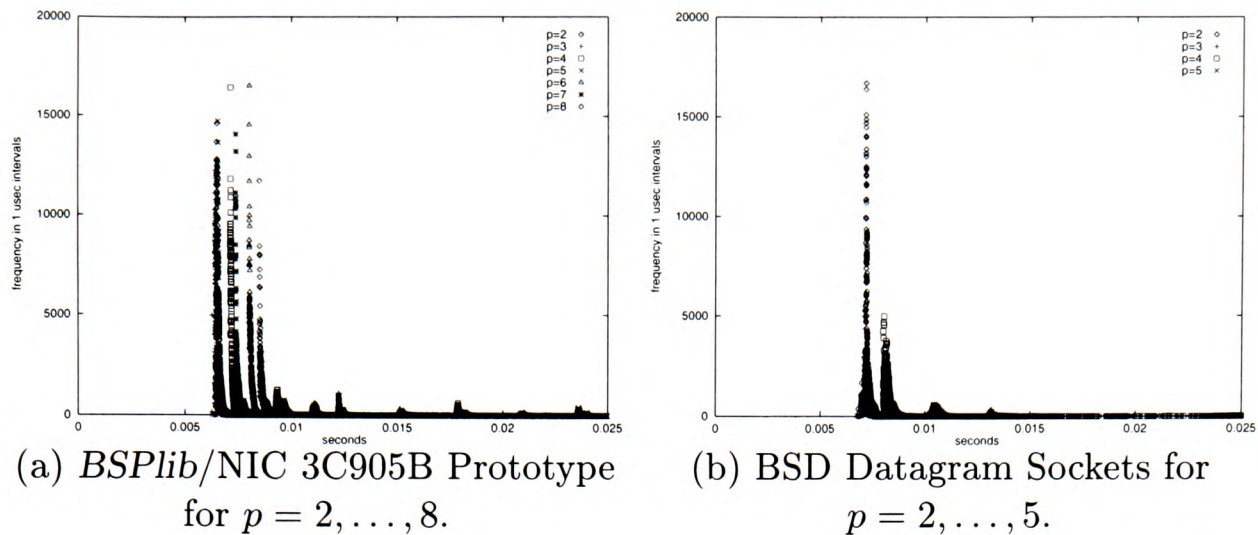 20000
15000
10000
5000
0
frequency in 1 usec intervals
p=2
p=3
p=4
p=5
p=6
p=7
p=8
0
0.005
0.01
0.015
0.02
0.025
seconds
(a) BSPlib/NIC 3C905B Prototype
for p = 2, . . . , 8.
20000
15000
10000
5000
0
frequency in 1 usec intervals
p=2
p=3
p=4
p=5
0
0.005
0.01
0.015
0.02
0.025
seconds
(b) BSD Datagram Sockets for
p = 2, . . . , 5.